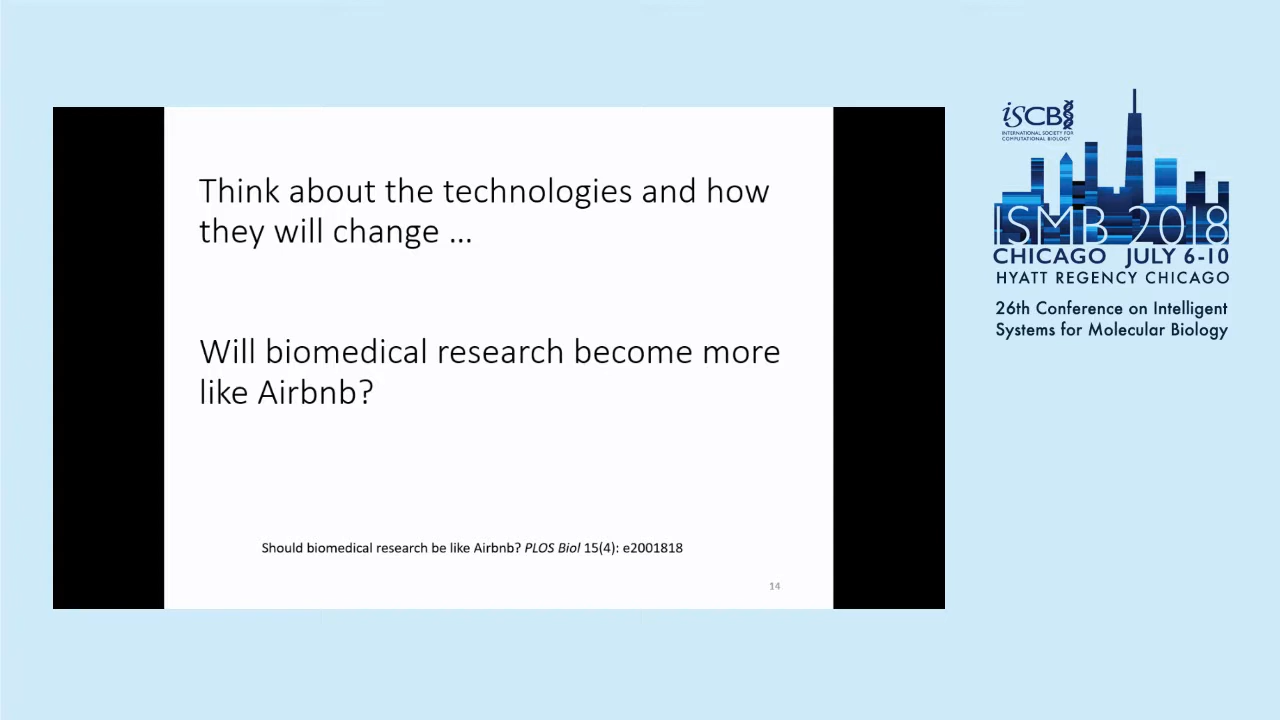 Think about the technologies and how
they will change ...
Will biomedical research become more
like Airbnb?
Should biomedical research be like Airbnb? PLOS Biol 15(4): e2001818
14
iSCB
INTERNATIONAL SOCIETY FOR
COMPUTATIONAL BIOLOGY
ISMB 2018
CHICAGO JULY 6-10
HYATT REGENCY CHICAGO
26th Conference on Intelligent
Systems for Molecular Biology